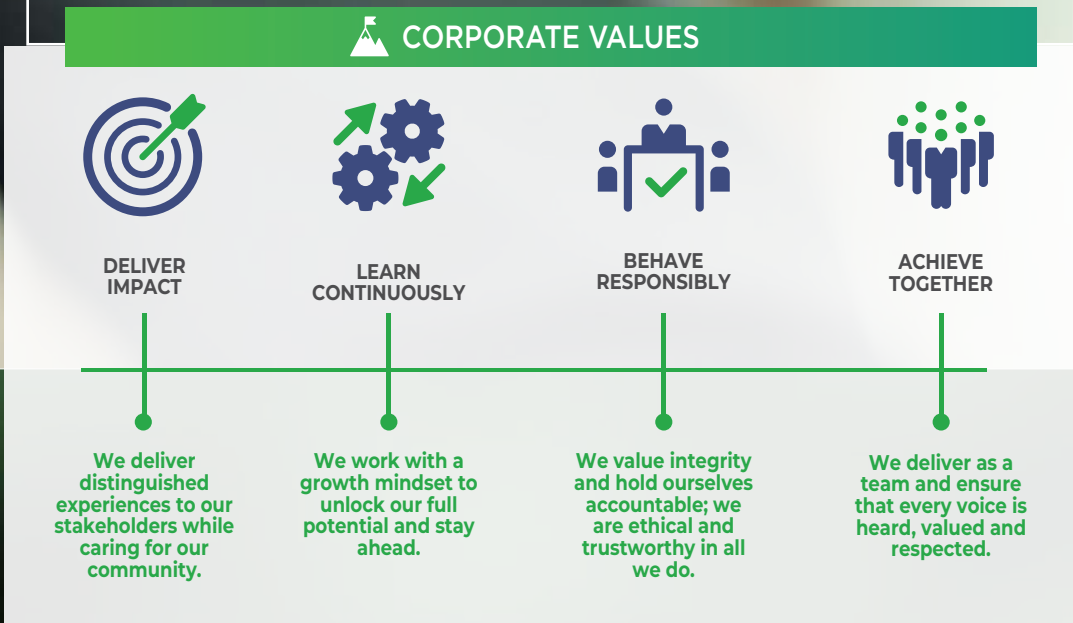 CORPORATE VALUES
DELIVER
IMPACT
We deliver
distinguished
experiences to our
stakeholders while
caring for our
community.
LEARN
CONTINUOUSLY
We work with a
growth mindset to
unlock our full
potential and stay
ahead.
BEHAVE
RESPONSIBLY
We value integrity
and hold ourselves
accountable; we
are ethical and
trustworthy in all
we do.
ACHIEVE
TOGETHER
We deliver as a
team and ensure
that every voice is
heard, valued and
respected.